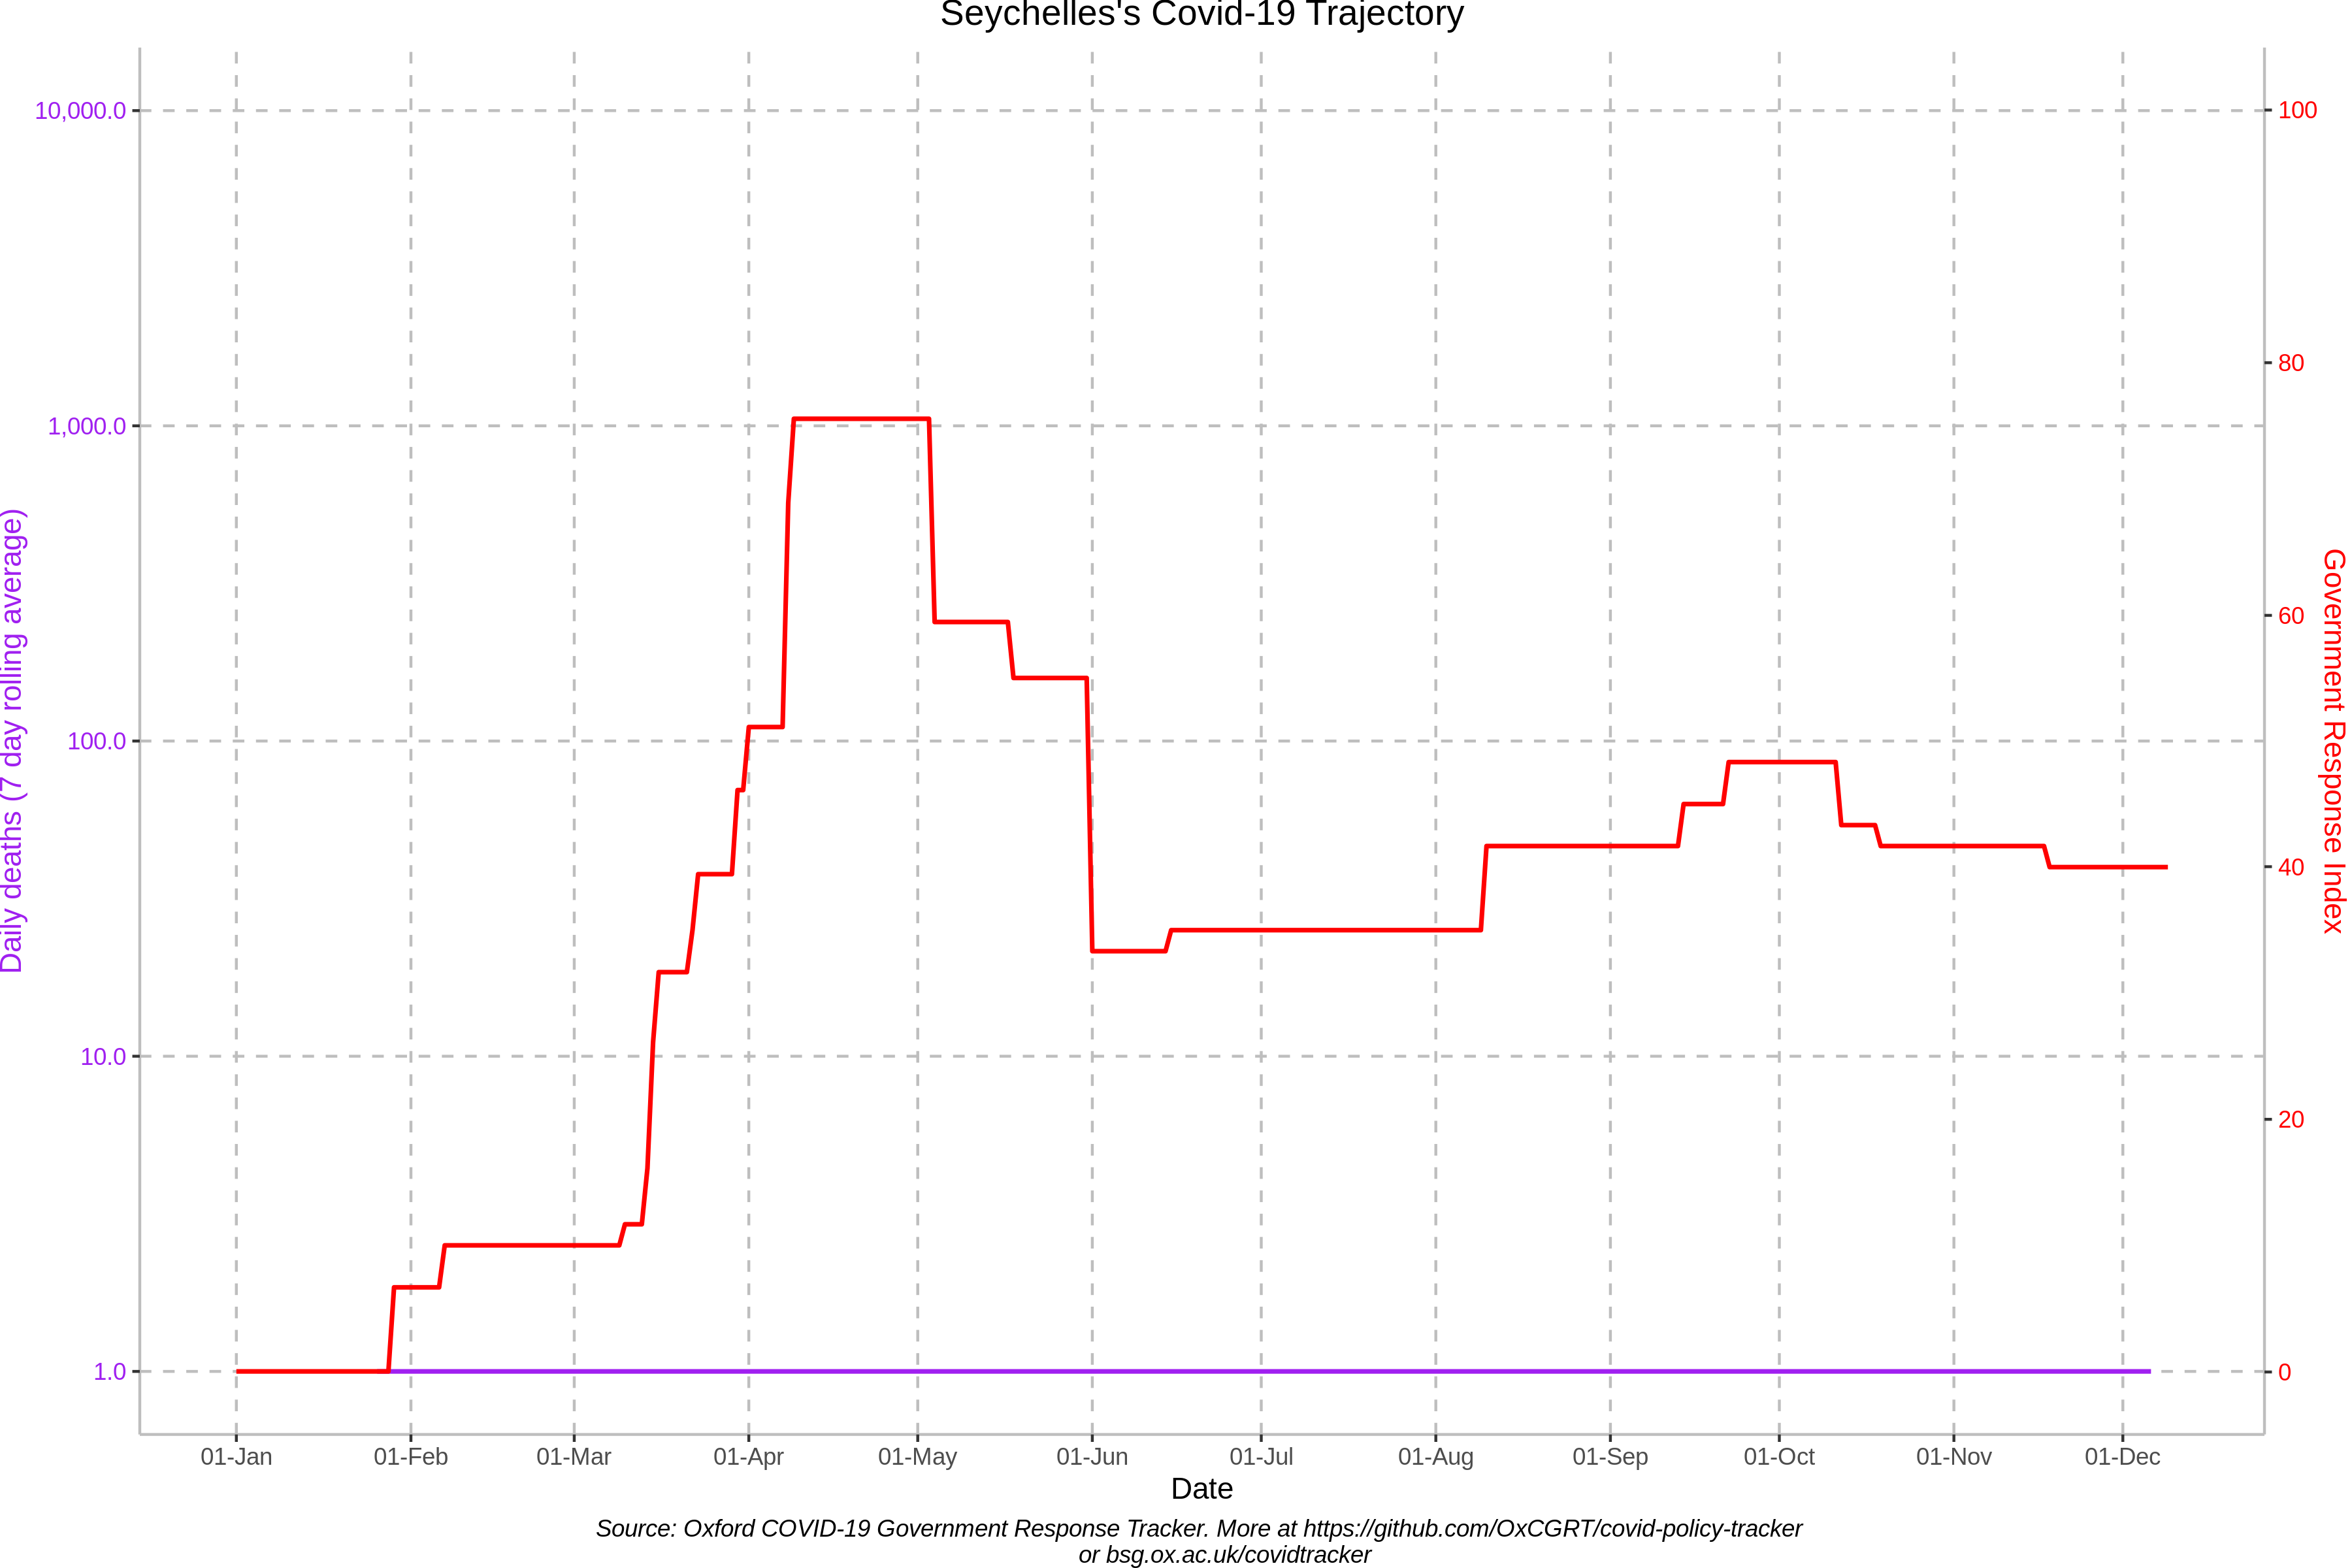 Seychelles's Covid-19 Trajectory
10,000.0
1,000.0
100.0
10.0
1.0
Daily deaths (7 day rolling average)
100
80
60
40
20
0
Government Response Index
01-Jan 01-Feb 01-Mar 01-Apr 01-May 01-Jun 01-Jul 01-Aug 01-Sep 01-Oct 01-Nov 01-Dec
Date
Source: Oxford COVID-19 Government Response Tracker. More at https://github.com/OxCGRT/covid-policy-tracker
or bsg.ox.ac.uk/covidtracker